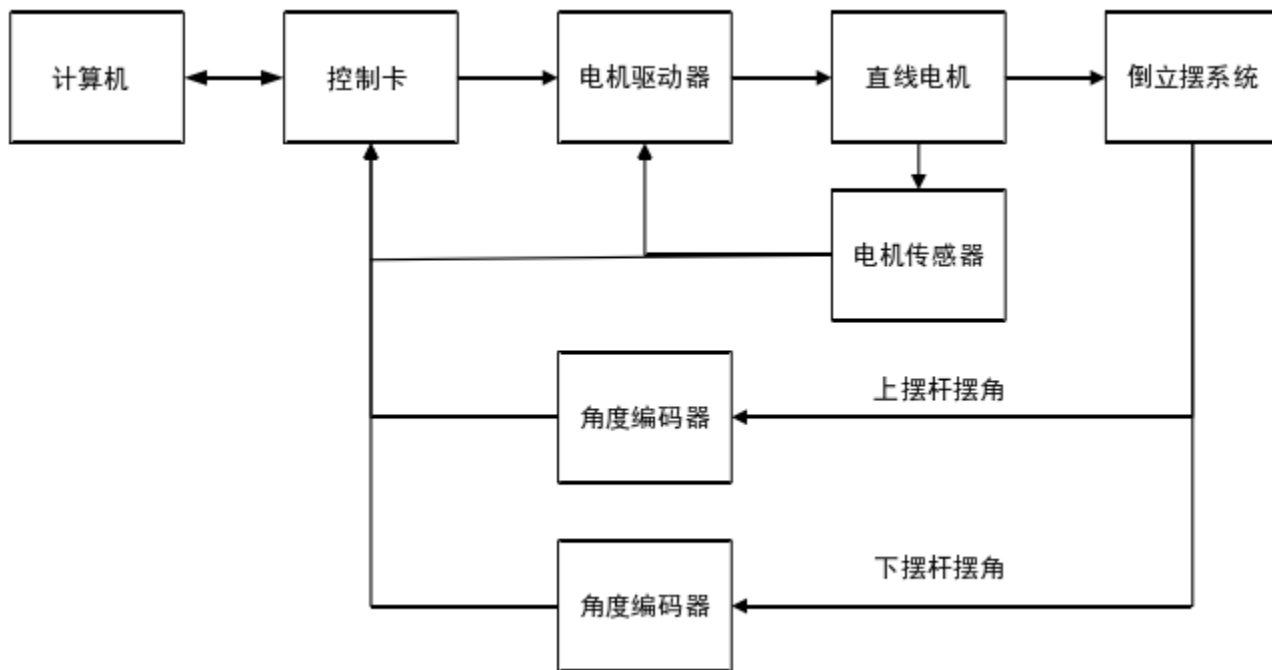 计算机
控制卡
电机驱动器
直线电机
倒立摆系统
电机传感器
上摆杆摆角
角度编码器
下摆杆摆角
角度编码器